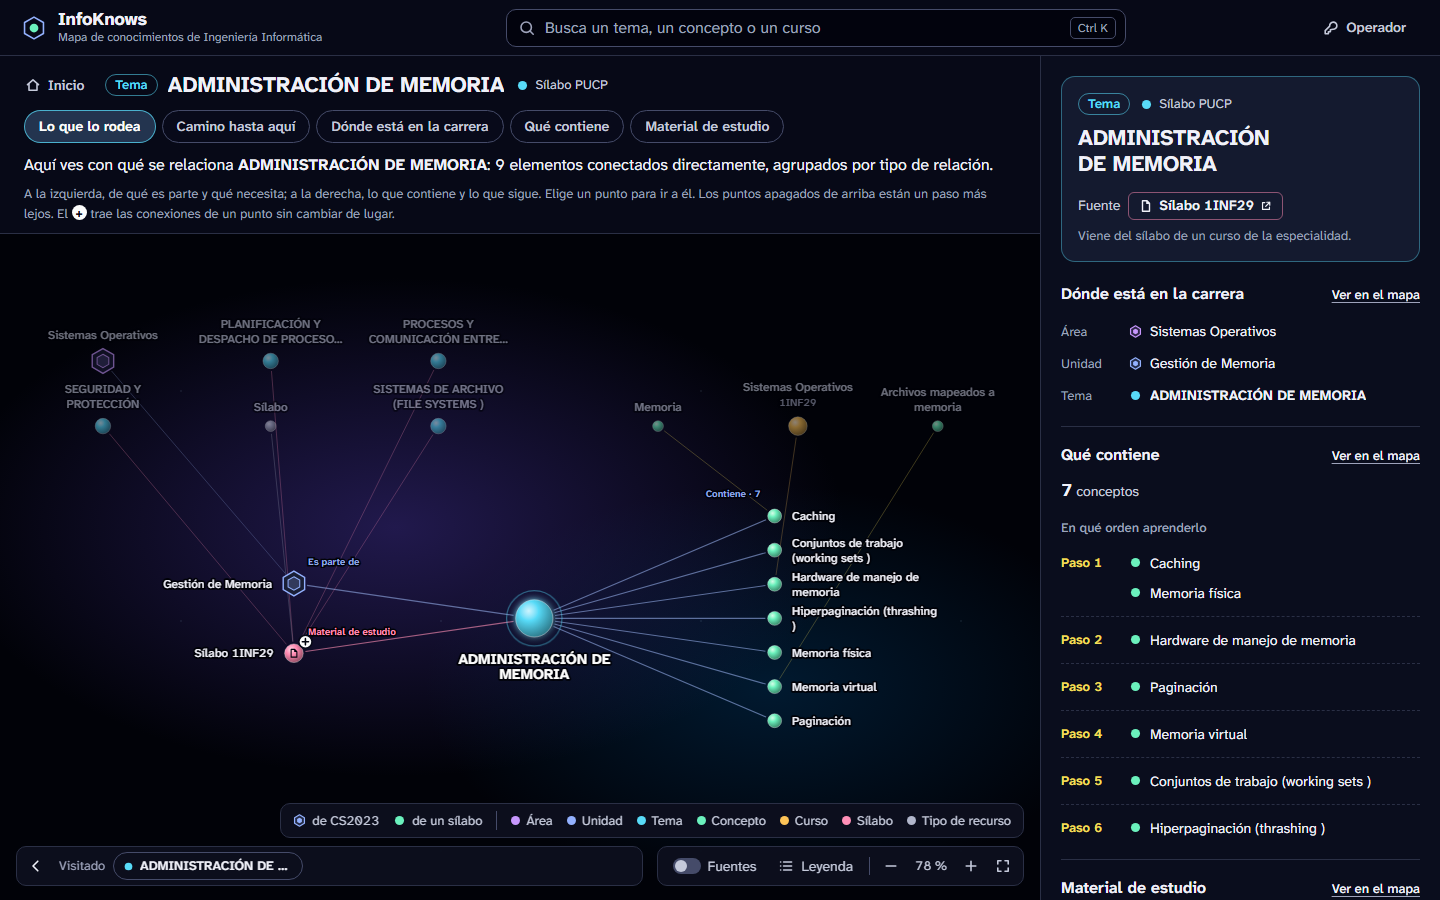 InfoKnows
Mapa de conocimientos de Ingeniería Informática
Busca un tema, un concepto o un curso
Ctrl K
Operador
Inicio
Tema
ADMINISTRACIÓN DE MEMORIA
Sílabo PUCP
Lo que lo rodea
Camino hasta aquí
Dónde está en la carrera
Qué contiene
Material de estudio
Aquí ves con qué se relaciona ADMINISTRACIÓN DE MEMORIA: 9 elementos conectados directamente, agrupados por tipo de relación.
A la izquierda, de qué es parte y qué necesita; a la derecha, lo que contiene y lo que sigue. Elige un punto para ir a él. Los puntos apagados de arriba están un paso más
lejos. El + trae las conexiones de un punto sin cambiar de lugar.
Sistemas Operativos
PLANIFICACIÓN Y
DESPACHO DE PROCESO...
PROCESOS Y
COMUNICACIÓN ENTRE...
SEGURIDAD Y
PROTECCIÓN
Sílabo
SISTEMAS DE ARCHIVO
(FILE SYSTEMS )
Memoria
Sistemas Operativos
1INF29
Archivos mapeados a
memoria
Contiene · 7
Caching
Conjuntos de trabajo
(working sets )
Hardware de manejo de
memoria
Hiperpaginación (thrashing
)
Memoria física
Memoria virtual
Paginación
Es parte de
Gestión de Memoria
Material de estudio
Sílabo 1INF29
ADMINISTRACIÓN DE
MEMORIA
de CS2023
de un sílabo
Área
Unidad
Tema
Concepto
Curso
Sílabo
Tipo de recurso
Visitado
ADMINISTRACIÓN DE ...
Fuentes
Leyenda
78 %
Tema
Sílabo PUCP
ADMINISTRACIÓN
DE MEMORIA
Fuente
Sílabo 1INF29
Viene del sílabo de un curso de la especialidad.
Dónde está en la carrera
Ver en el mapa
Área
Sistemas Operativos
Unidad
Gestión de Memoria
Tema
ADMINISTRACIÓN DE MEMORIA
Qué contiene
Ver en el mapa
7 conceptos
En qué orden aprenderlo
Paso 1
Caching
Memoria física
Paso 2
Hardware de manejo de memoria
Paso 3
Paginación
Paso 4
Memoria virtual
Paso 5
Conjuntos de trabajo (working sets )
Paso 6
Hiperpaginación (thrashing )
Material de estudio
Ver en el mapa